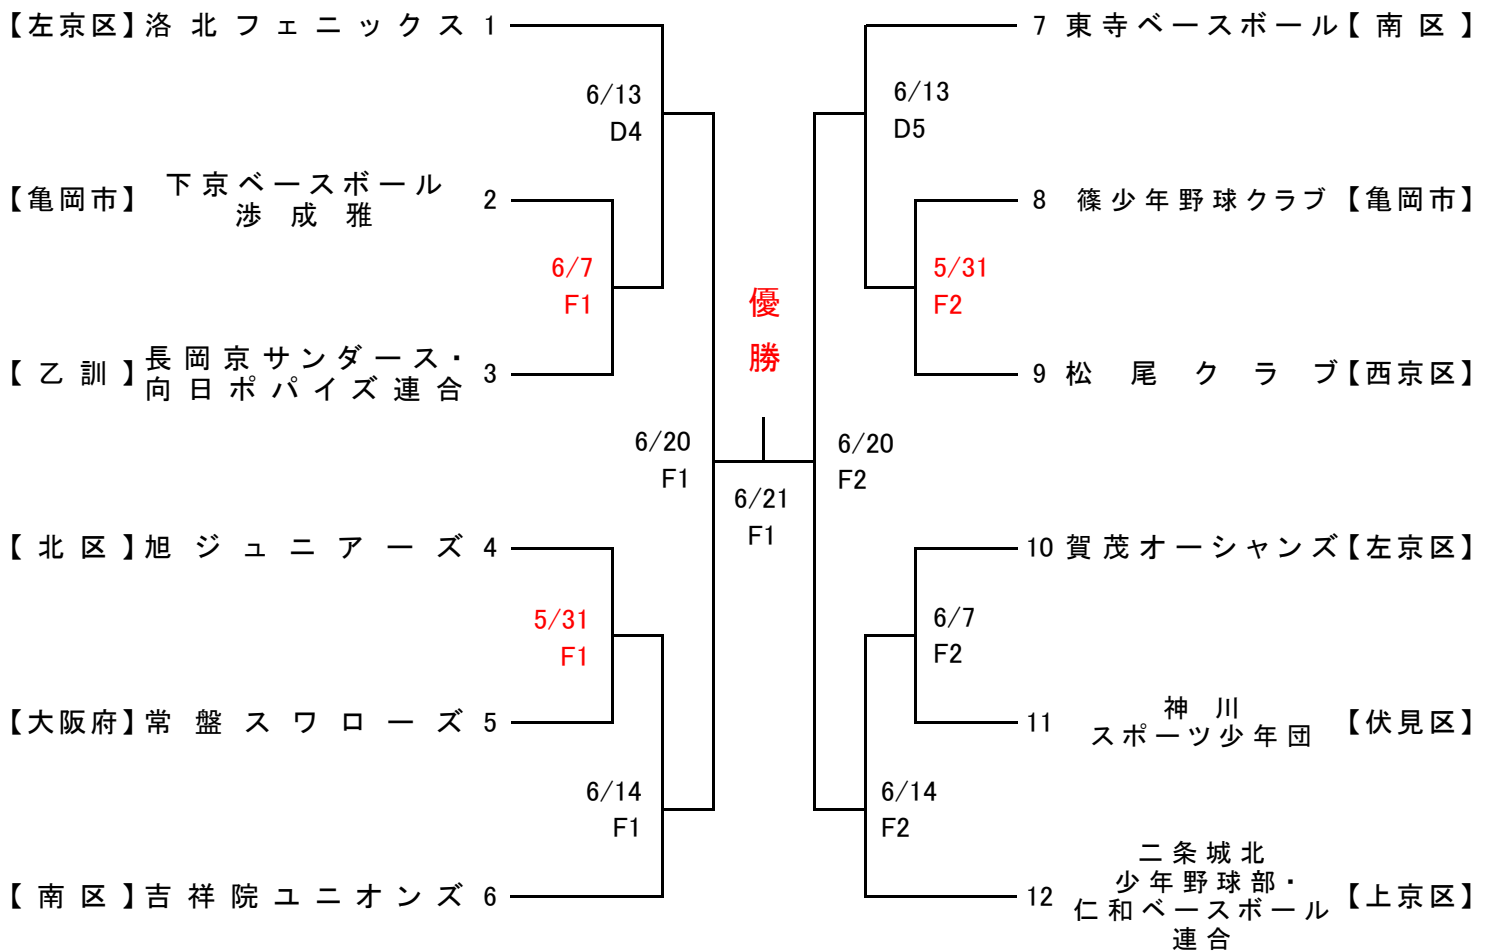 【左京区】洛北フェニックス 1
6/13
D4
【亀岡市】下京ベースボール
渉成雅 2
6/7
F1
【乙訓】長岡京サンダース・
向日ポパイズ連合 3
6/20
F1
【北区】旭ジュニアーズ 4
5/31
F1
【大阪府】常盤スワローズ 5
6/14
F1
【南区】吉祥院ユニオンズ 6
優
勝
6/21
F1
7 東寺ベースボール【南区】
6/13
D5
8 篠少年野球クラブ【亀岡市】
5/31
F2
9 松尾クラブ【西京区】
6/20
F2
10 賀茂オーシャンズ【左京区】
6/7
F2
11 神川
スポーツ少年団【伏見区】
6/14
F2
12 二条城北
少年野球部・
仁和ベースボール
連合【上京区】